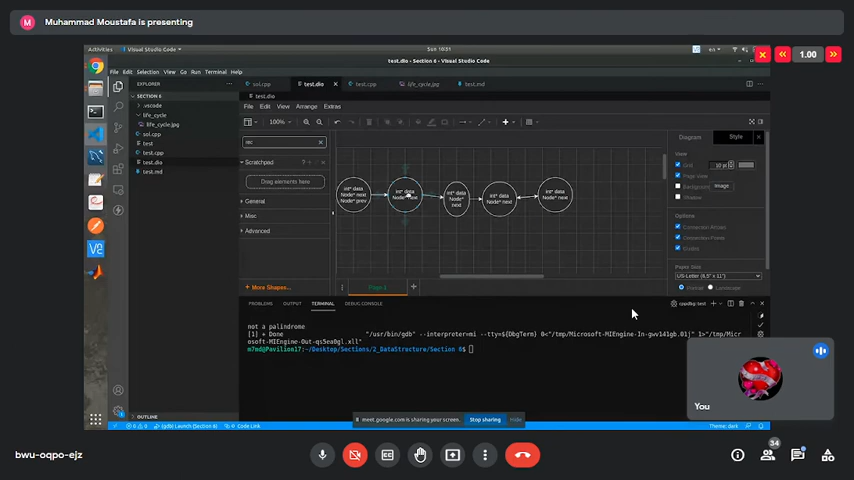 M Muhammad Moustafa is presenting
Activities Visual Studio Code
Sun 10:51
en
test.dio - Section 6 - Visual Studio Code
1.00
File Edit Selection View Go Run Terminal Help
EXPLORER
sol.cpp test.dio test.cpp life_cycle.jpg test.md
SECTION 6
test.dio
.vscode
File Edit View Arrange Extras
life_cycle
life_cycle.jpg
100%
sol.cpp
test
rec
Diagram Style
test.cpp
test.dio
Scratchpad
View
test.md
Grid 10 pt
Drag elements here
Page View
Background Image
General
Misc
Advanced
int* data
Node* next
Node* prev
int* data
Node* next
int* data
Node*
next
int* data
Node* next
int* data
Node* next
Options
Connection Arrows
Connection Points
Guides
Paper Size
US-Letter (8,5" x 11")
Portrait Landscape
+ More Shapes...
PROBLEMS OUTPUT TERMINAL DEBUG CONSOLE
cppdbg: test
not a palindrome
[1] + Done "/usr/bin/gdb" --interpreter=mi --tty=${DbgTerm} 0<"/tmp/Microsoft-MIEngine-In-gwv141gb.01j" 1>"/tmp/Micr
osoft-MIEngine-Out-qs5ea0gl.xll"
m7md@Pavilion17:~/Desktop/Sections/2_DataStructure/Section 6$
You
OUTLINE
meet.google.com is sharing your screen. Stop sharing Hide
(gdb) Launch (Section 6) Code Link
Theme: dark
bwu-oqpo-ejz
34